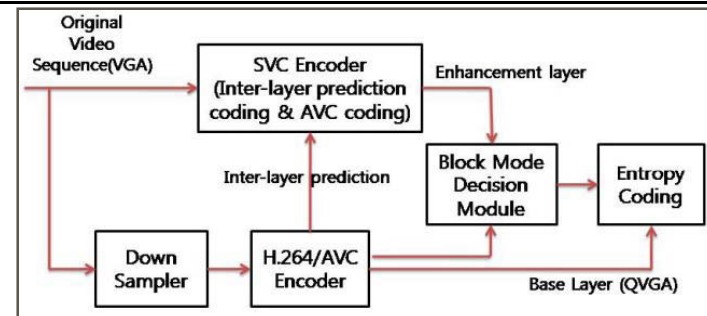 Original
Video
Sequence(VGA)
SVC Encoder
(Inter-layer prediction
coding & AVC coding)
Enhancement layer
Inter-layer prediction
Block Mode
Decision
Module
Entropy
Coding
Down
Sampler
H.264/AVC
Encoder
Base Layer (QVGA)